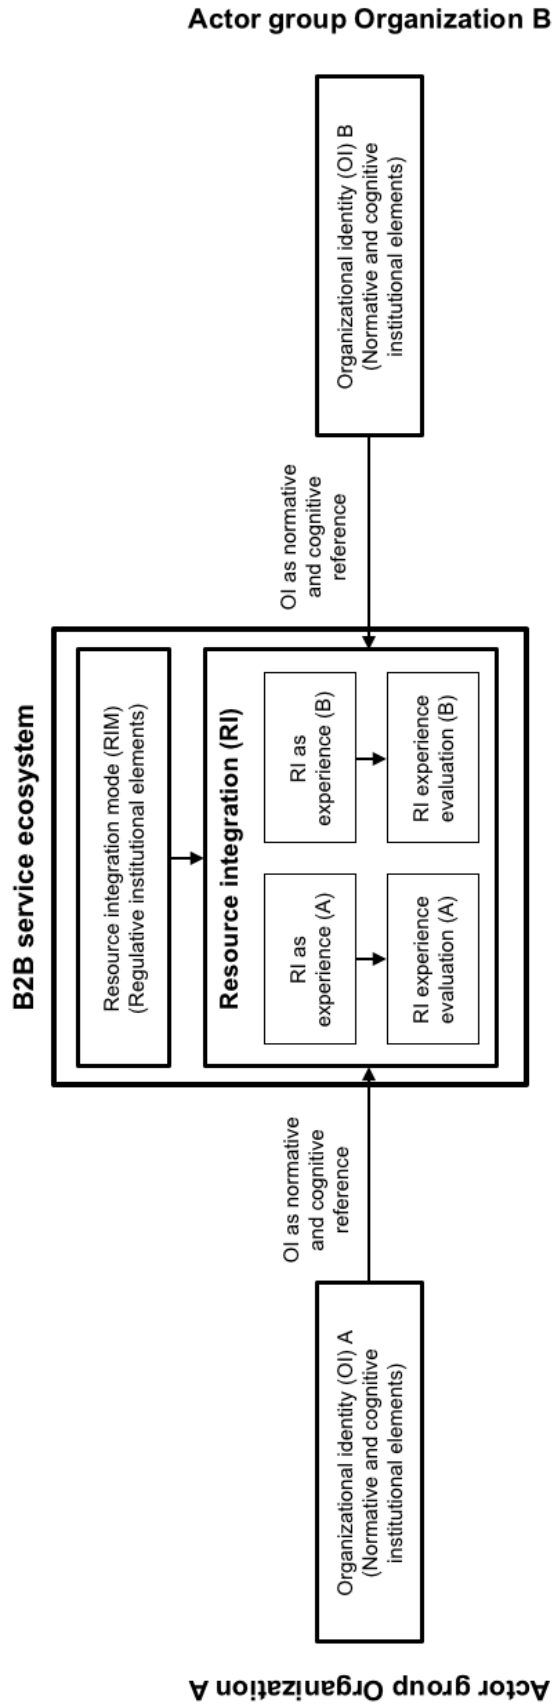 Actor group Organization B
Organizational identity (OI) B
(Normative and cognitive
institutional elements)
OI as normative
and cognitive
reference
B2B service ecosystem
Resource integration mode (RIM)
(Regulative institutional elements)
Resource integration (RI)
RI as
experience (A)
RI experience
evaluation (A)
RI as
experience (B)
RI experience
evaluation (B)
OI as normative
and cognitive
reference
Organizational identity (OI) A
(Normative and cognitive
institutional elements)
Actor group Organization A